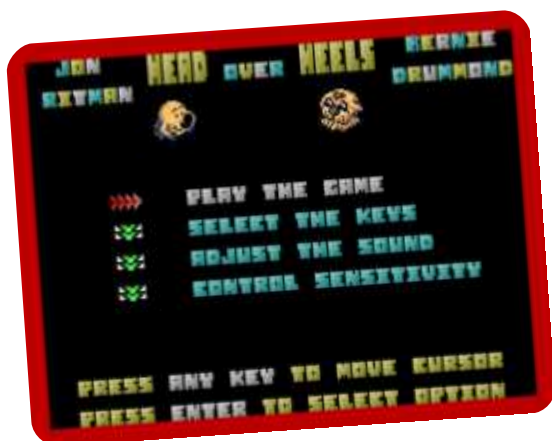 JON HEAD OVER HEELS BERNIE
RITMAN DRUMMOND
PLAY THE GAME
SELECT THE KEYS
ADJUST THE SOUND
CONTROL SENSITIVITY
PRESS ANY KEY TO MOVE CURSOR
PRESS ENTER TO SELECT OPTION